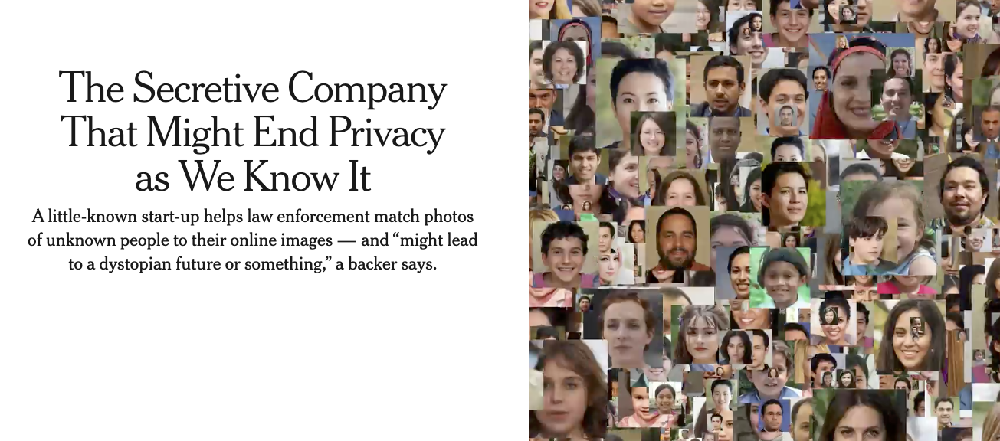 The Secretive Company
That Might End Privacy
as We Know It
A little-known start-up helps law enforcement match photos
of unknown people to their online images — and “might lead
to a dystopian future or something,” a backer says.